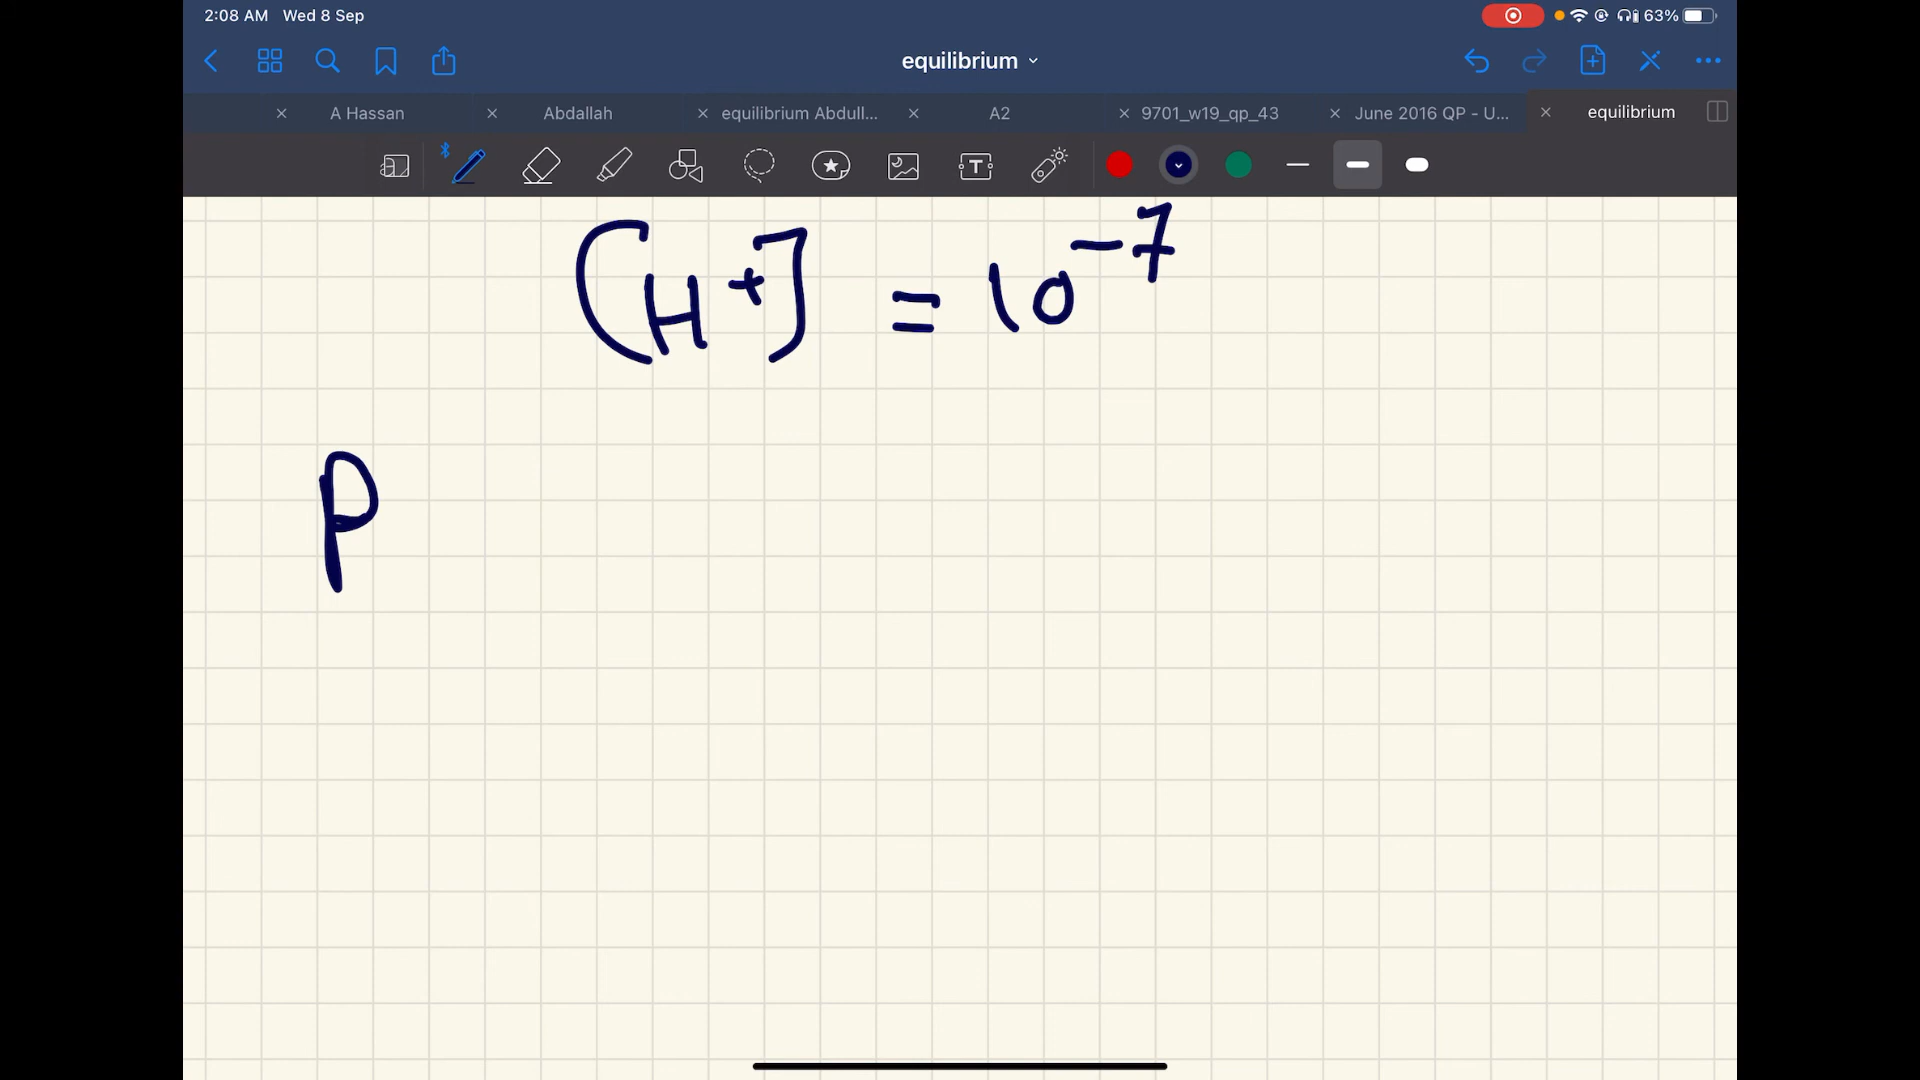 2:08 AM Wed 8 Sep 63%
equilibrium
A Hassan Abdallah equilibrium Abdull... A2 9701_w19_qp_43 June 2016 QP - U... equilibrium
[H+] = 10⁻⁷
P